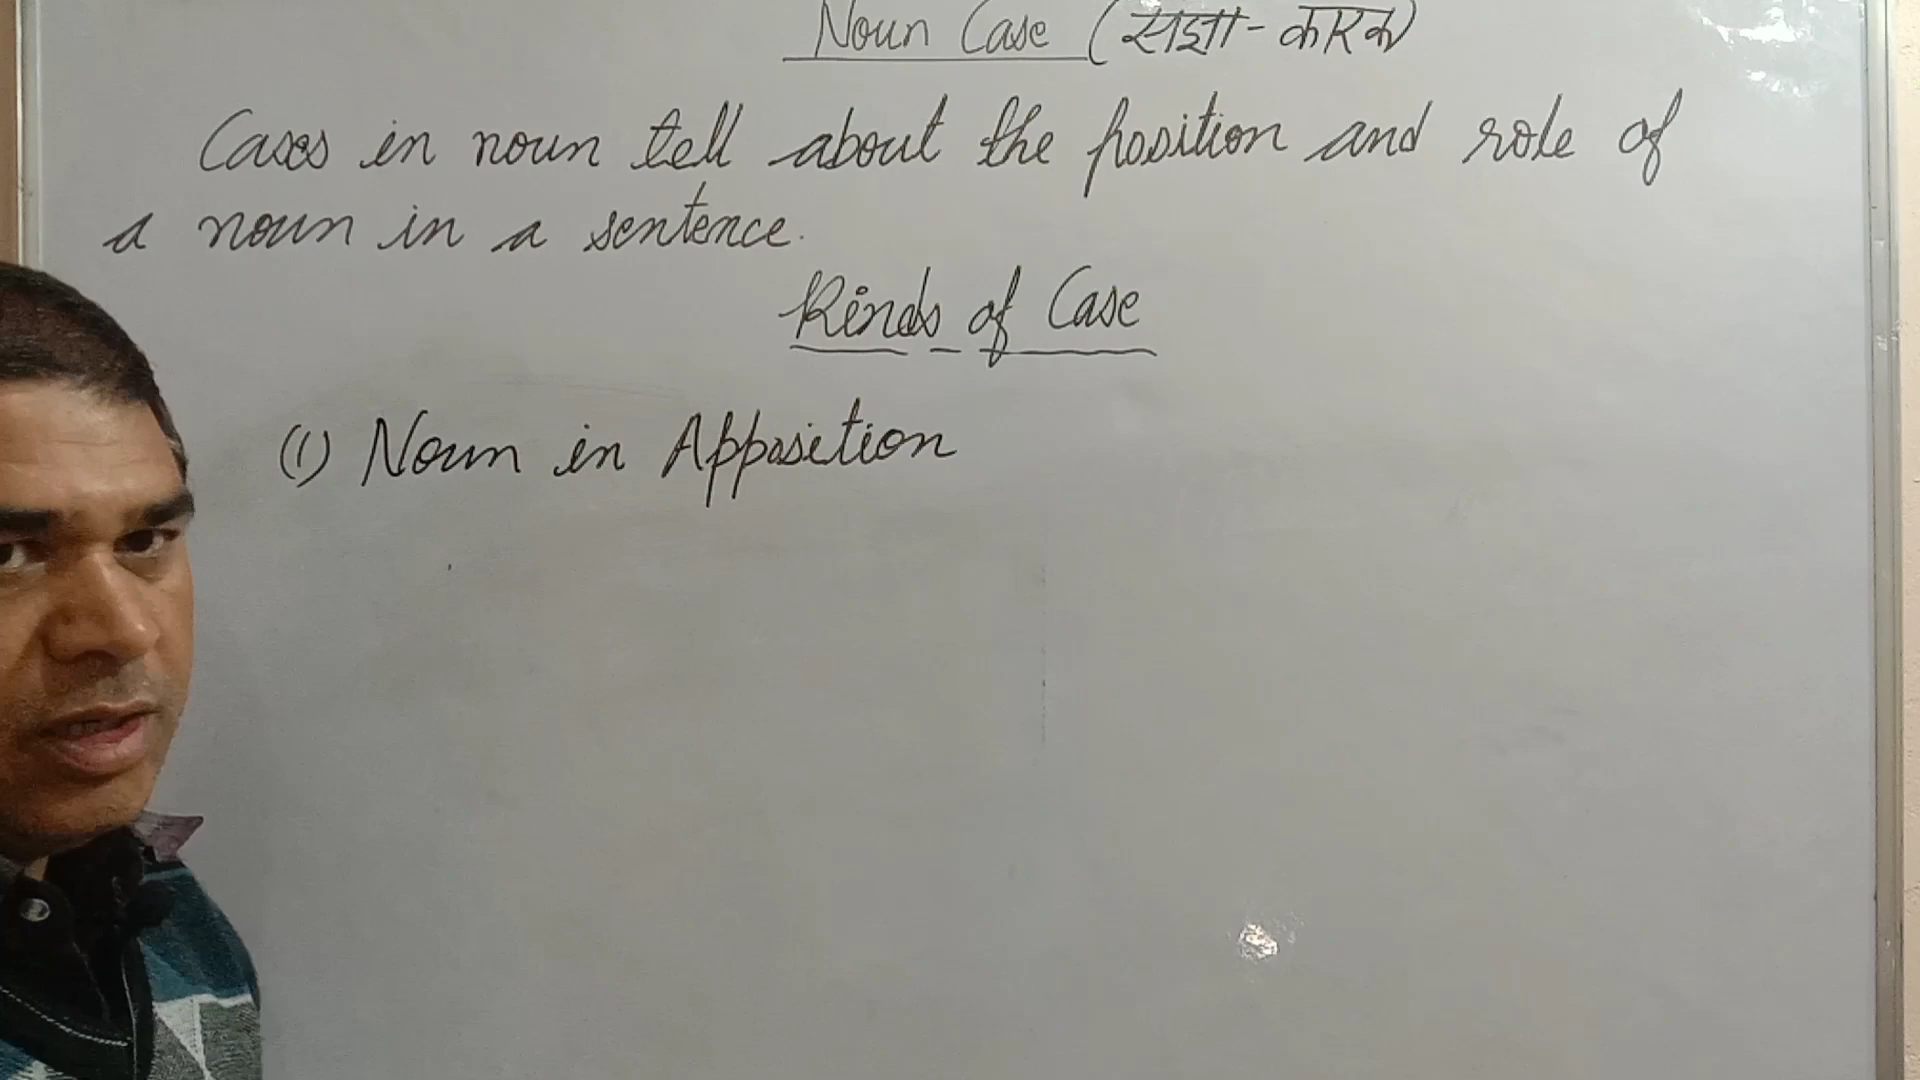 Noun Case (संज्ञा - कारक)
Cases in noun tell about the position and role of
a noun in a sentence.
Kinds of Case
(1) Noun in Apposition